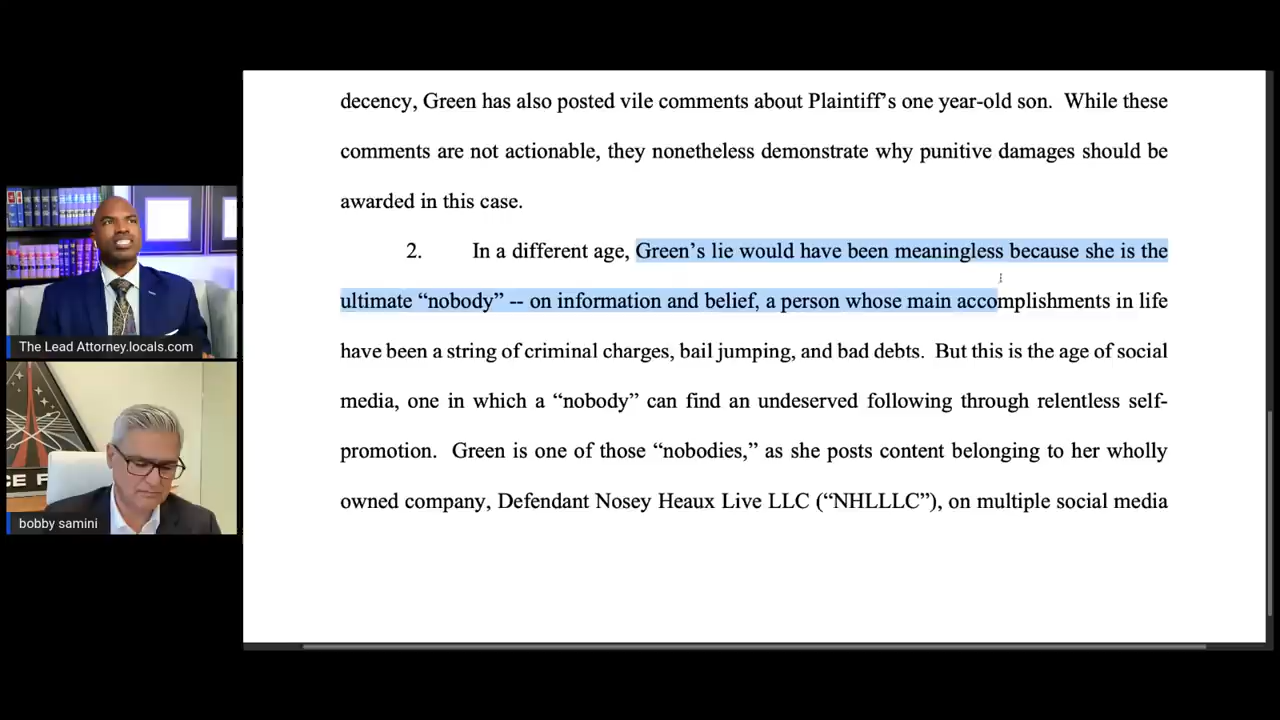 decency, Green has also posted vile comments about Plaintiff’s one year-old son.  While these
comments are not actionable, they nonetheless demonstrate why punitive damages should be
awarded in this case.
2. In a different age, Green’s lie would have been meaningless because she is the
ultimate “nobody” -- on information and belief, a person whose main accomplishments in life
have been a string of criminal charges, bail jumping, and bad debts.  But this is the age of social
media, one in which a “nobody” can find an undeserved following through relentless self-
promotion.  Green is one of those “nobodies,” as she posts content belonging to her wholly
owned company, Defendant Nosey Heaux Live LLC (“NHLLLC”), on multiple social media
The Lead Attorney.locals.com
CE F
bobby samini